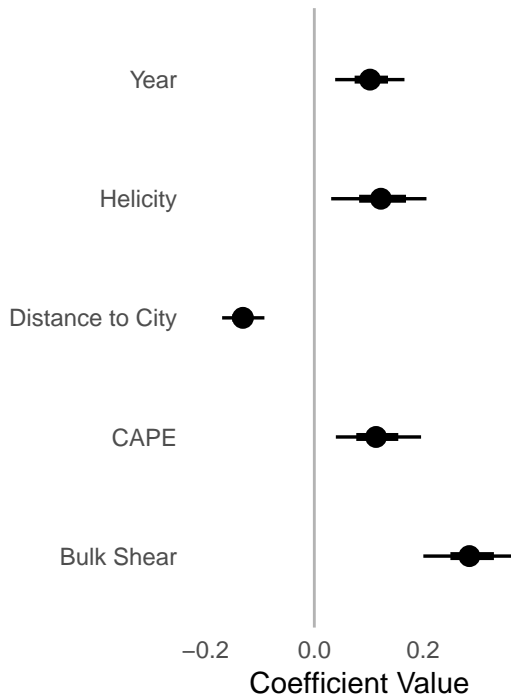 Year
Helicity
Distance to City
CAPE
Bulk Shear
−0.2 0.0 0.2
Coefficient Value